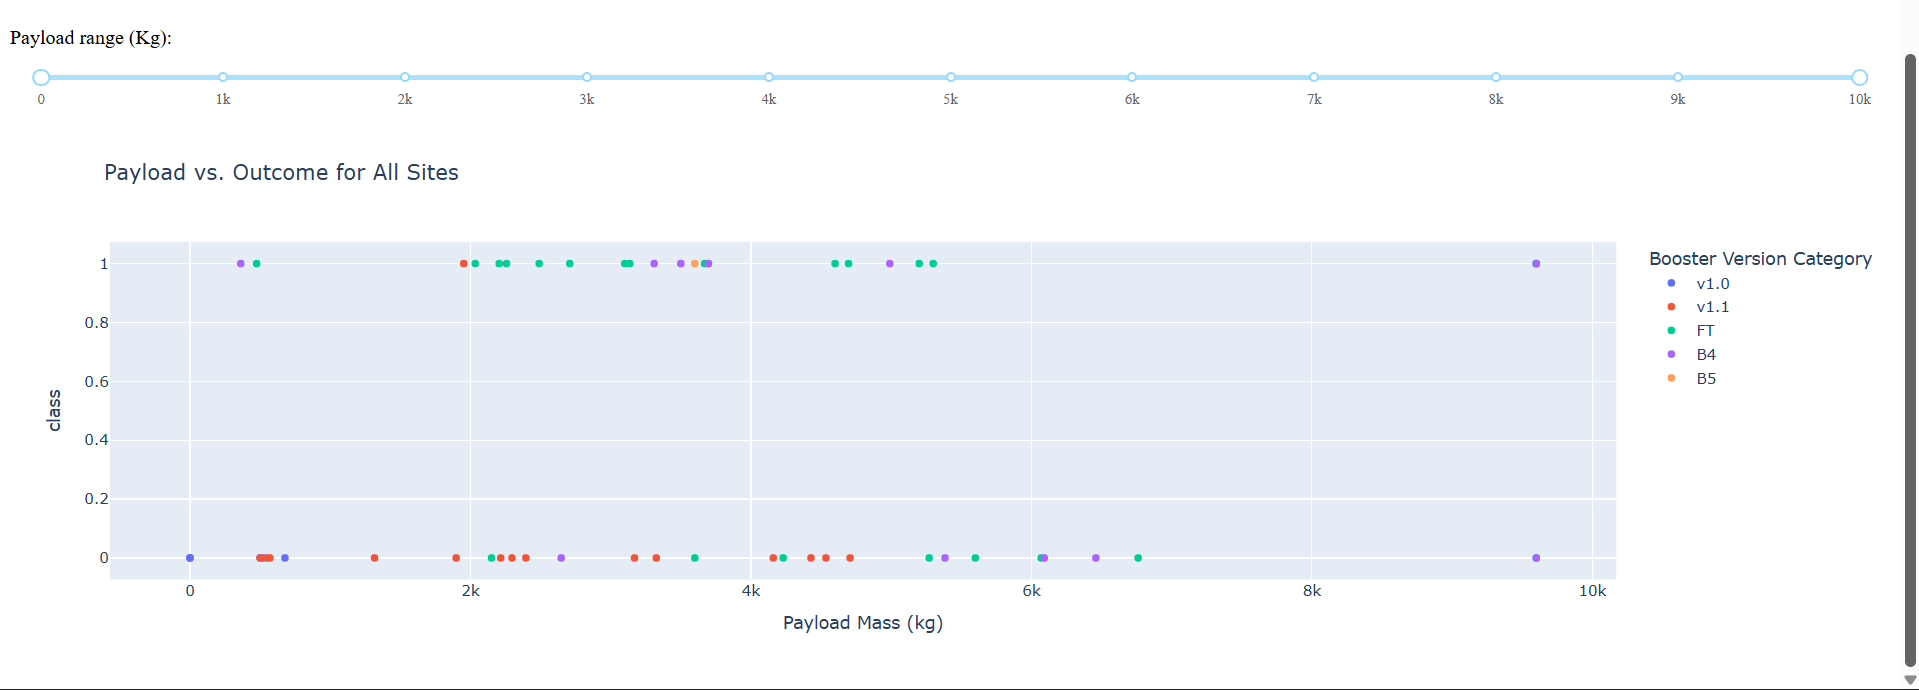 Payload range (Kg):
0 1k 2k 3k 4k 5k 6k 7k 8k 9k 10k
Payload vs. Outcome for All Sites
Booster Version Category
v1.0
v1.1
FT
B4
B5
1
0.8
0.6
0.4
0.2
0
class
0 2k 4k 6k 8k 10k
Payload Mass (kg)